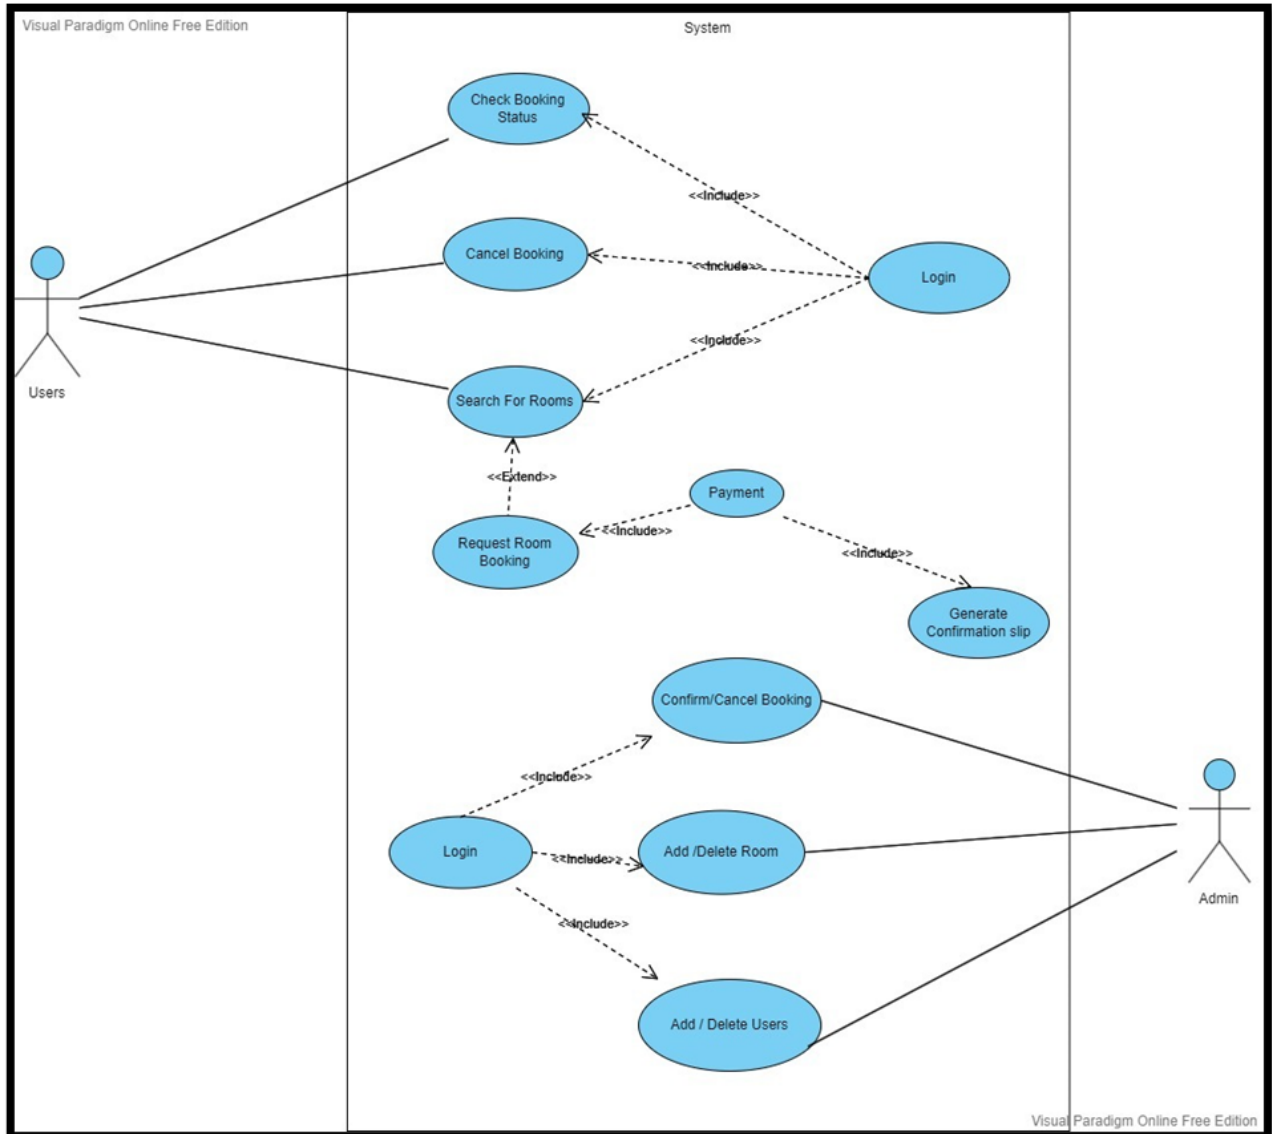 Visual Paradigm Online Free Edition
System
Check Booking
Status
<<Include>>
Cancel Booking
<<Include>>
Login
<<Include>>
Users
Search For Rooms
<<Extend>>
Payment
<<Include>>
Request Room
Booking
<<Include>>
Generate
Confirmation slip
Confirm/Cancel Booking
<<Include>>
Login
<<Include>>
Add /Delete Room
Admin
<<Include>>
Add / Delete Users
Visual Paradigm Online Free Edition